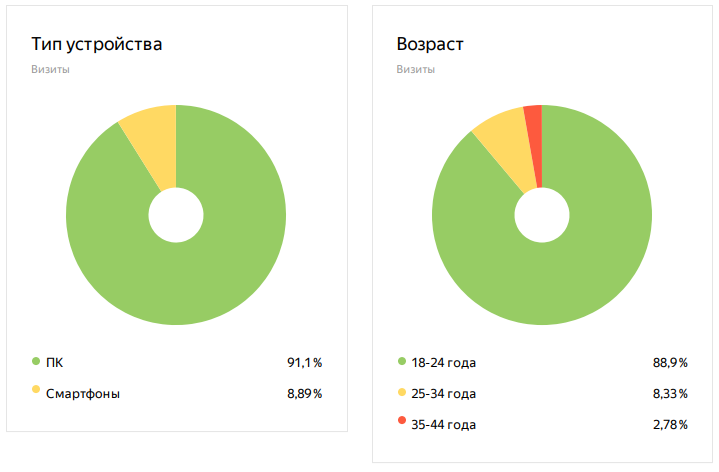 Тип устройства
Визиты
ПК 91,1%
Смартфоны 8,89%
Возраст
Визиты
18-24 года 88,9%
25-34 года 8,33%
35-44 года 2,78%